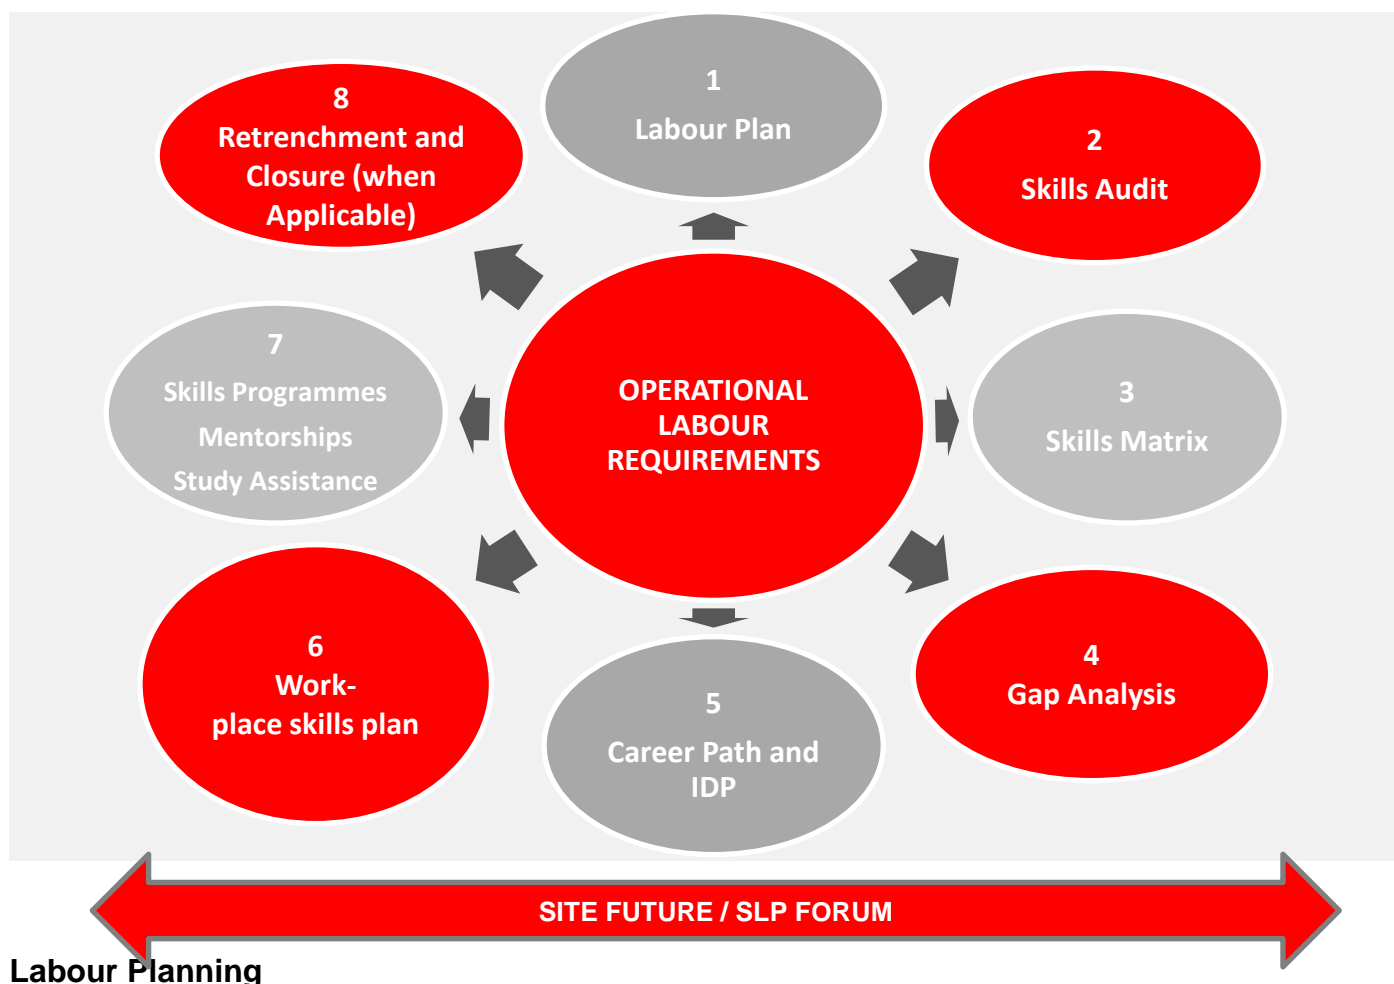 1
Labour Plan
2
Skills Audit
3
Skills Matrix
4
Gap Analysis
5
Career Path and
IDP
6
Work-
place skills plan
7
Skills Programmes
Mentorships
Study Assistance
8
Retrenchment and
Closure (when
Applicable)
OPERATIONAL
LABOUR
REQUIREMENTS
SITE FUTURE / SLP FORUM
Labour Planning